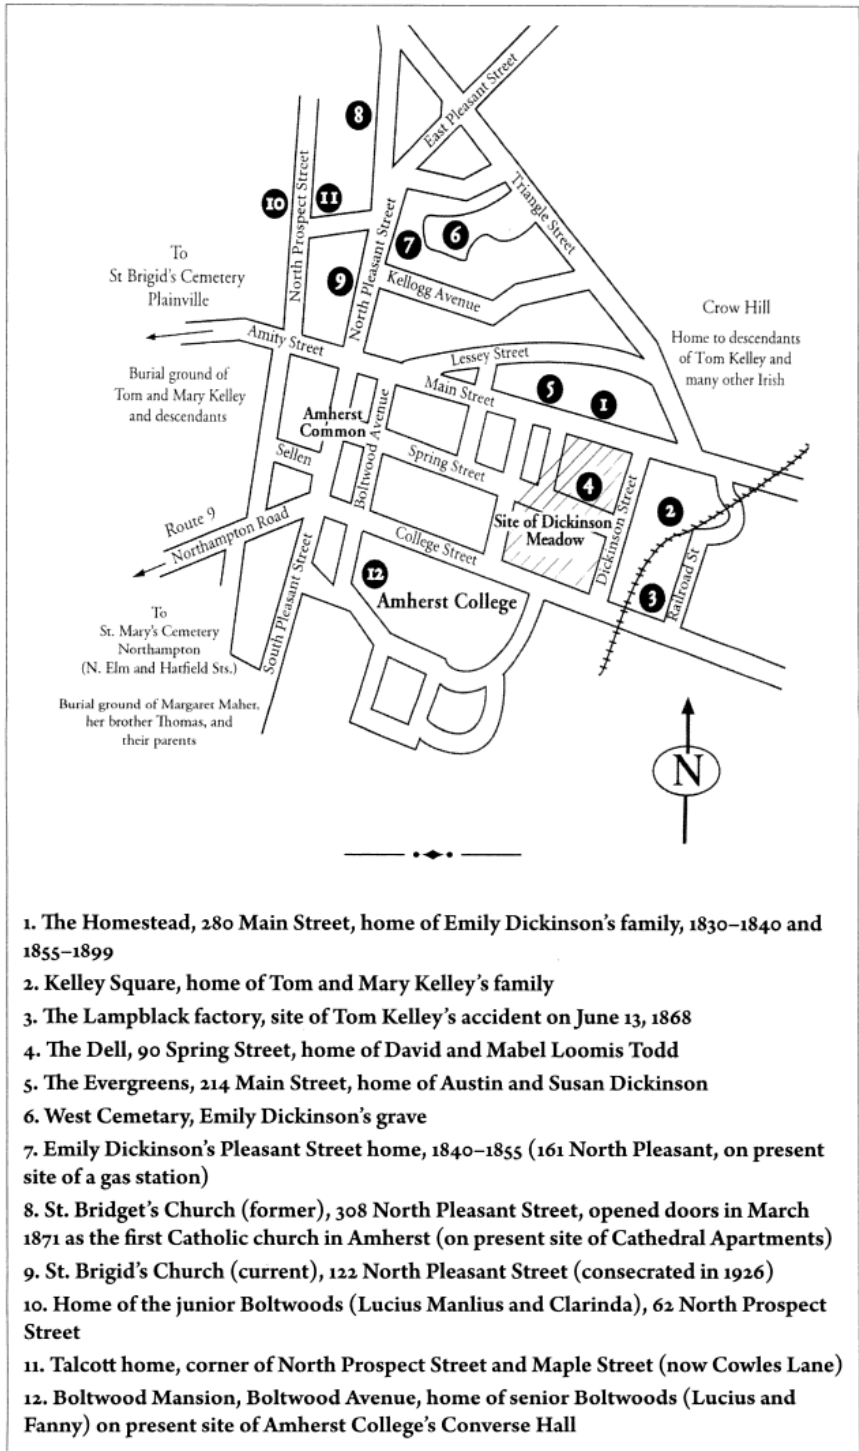 8
East Pleasant Street
10
11
North Prospect Street
Triangle Street
6
7
North Pleasant Street
To
St Brigid's Cemetery
Plainville
9
Kellogg Avenue
Crow Hill
Home to descendants
of Tom Kelley and
many other Irish
Amity Street
Lessey Street
Burial ground of
Tom and Mary Kelley
and descendants
Main Street
5
1
Amherst
Common
Boltwood Avenue
Sellen
Spring Street
4
2
Site of Dickinson
Meadow
Dickinson Street
Route 9
Northampton Road
College Street
12
Amherst College
3
Railroad St
South Pleasant Street
To
St. Mary's Cemetery
Northampton
(N. Elm and Hatfield Sts.)
Burial ground of Margaret Maher,
her brother Thomas, and
their parents
N
1. The Homestead, 280 Main Street, home of Emily Dickinson's family, 1830–1840 and
1855–1899
2. Kelley Square, home of Tom and Mary Kelley's family
3. The Lampblack factory, site of Tom Kelley's accident on June 13, 1868
4. The Dell, 90 Spring Street, home of David and Mabel Loomis Todd
5. The Evergreens, 214 Main Street, home of Austin and Susan Dickinson
6. West Cemetary, Emily Dickinson's grave
7. Emily Dickinson's Pleasant Street home, 1840–1855 (161 North Pleasant, on present
site of a gas station)
8. St. Bridget's Church (former), 308 North Pleasant Street, opened doors in March
1871 as the first Catholic church in Amherst (on present site of Cathedral Apartments)
9. St. Brigid's Church (current), 122 North Pleasant Street (consecrated in 1926)
10. Home of the junior Boltwoods (Lucius Manlius and Clarinda), 62 North Prospect
Street
11. Talcott home, corner of North Prospect Street and Maple Street (now Cowles Lane)
12. Boltwood Mansion, Boltwood Avenue, home of senior Boltwoods (Lucius and
Fanny) on present site of Amherst College's Converse Hall